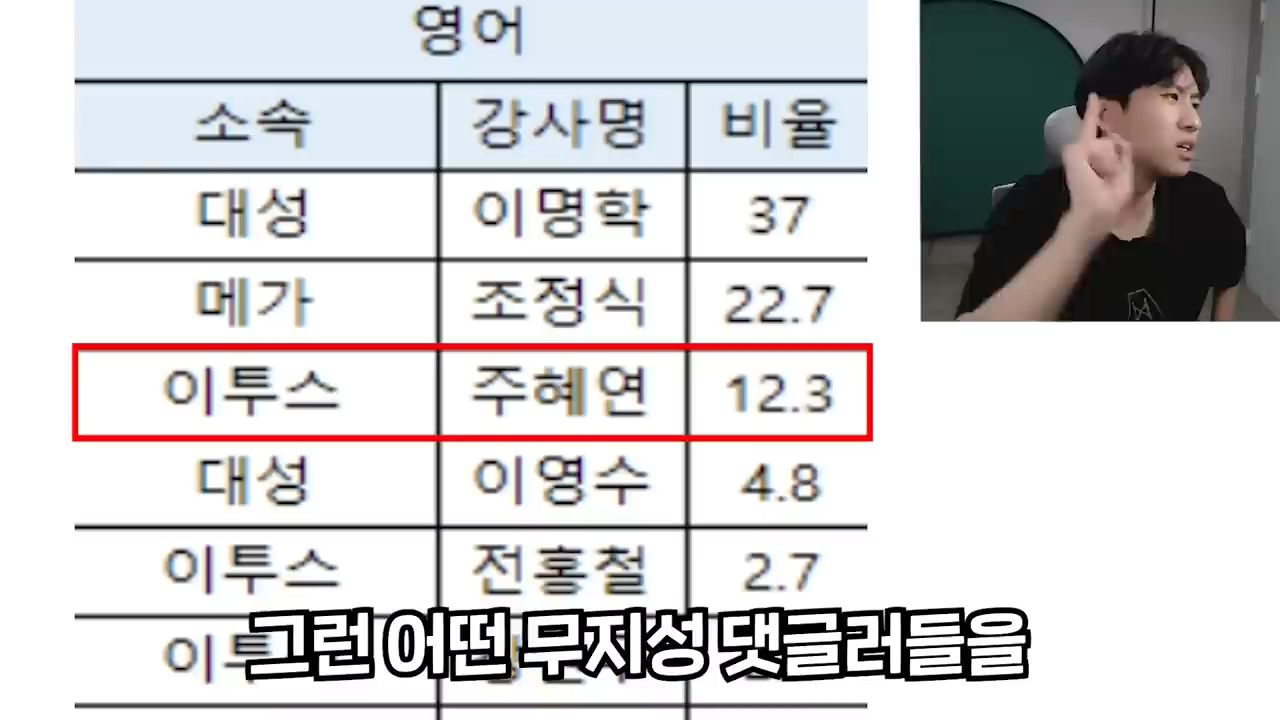 영어
소속 강사명 비율
대성 이명학 37
메가 조정식 22.7
이투스 주혜연 12.3
대성 이영수 4.8
이투스 전홍철 2.7
이투
그런 어떤 무지성 댓글러들을